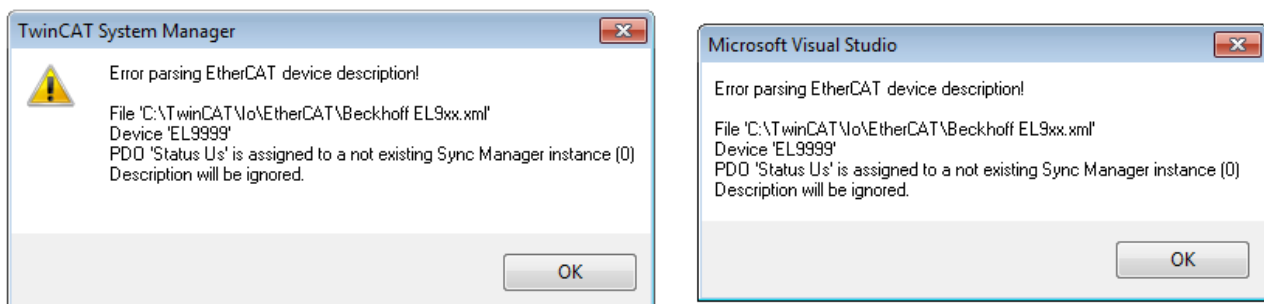 TwinCAT System Manager
Error parsing EtherCAT device description!
File 'C:\TwinCAT\Io\EtherCAT\Beckhoff EL9xx.xml'
Device 'EL9999'
PDO 'Status Us' is assigned to a not existing Sync Manager instance (0)
Description will be ignored.
OK
Microsoft Visual Studio
Error parsing EtherCAT device description!
File 'C:\TwinCAT\Io\EtherCAT\Beckhoff EL9xx.xml'
Device 'EL9999'
PDO 'Status Us' is assigned to a not existing Sync Manager instance (0)
Description will be ignored.
OK